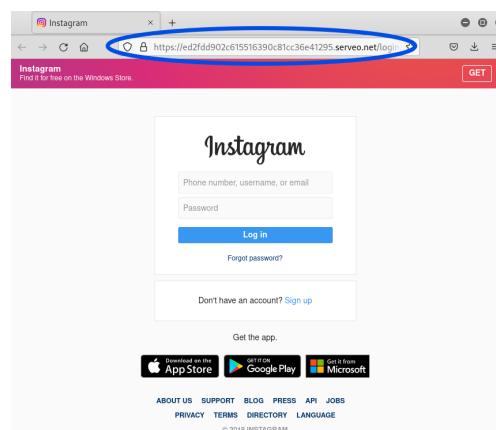 Instagram
https://ed2fdd902c615516390c81cc36e41295.serveo.net/login
Instagram
Find it for free on the Windows Store.
GET
Instagram
Phone number, username, or email
Password
Log in
Forgot password?
Don't have an account? Sign up
Get the app.
Download on the
App Store
GET IT ON
Google Play
Get it from
Microsoft
ABOUT US SUPPORT BLOG PRESS API JOBS
PRIVACY TERMS DIRECTORY LANGUAGE
© 2018 INSTAGRAM